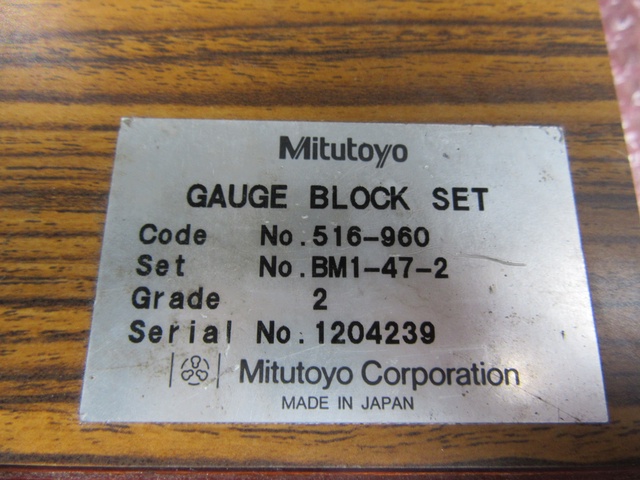 Mitutoyo
GAUGE BLOCK SET
Code No.516-960
Set No.BM1-47-2
Grade 2
Serial No.1204239
Mitutoyo Corporation
MADE IN JAPAN